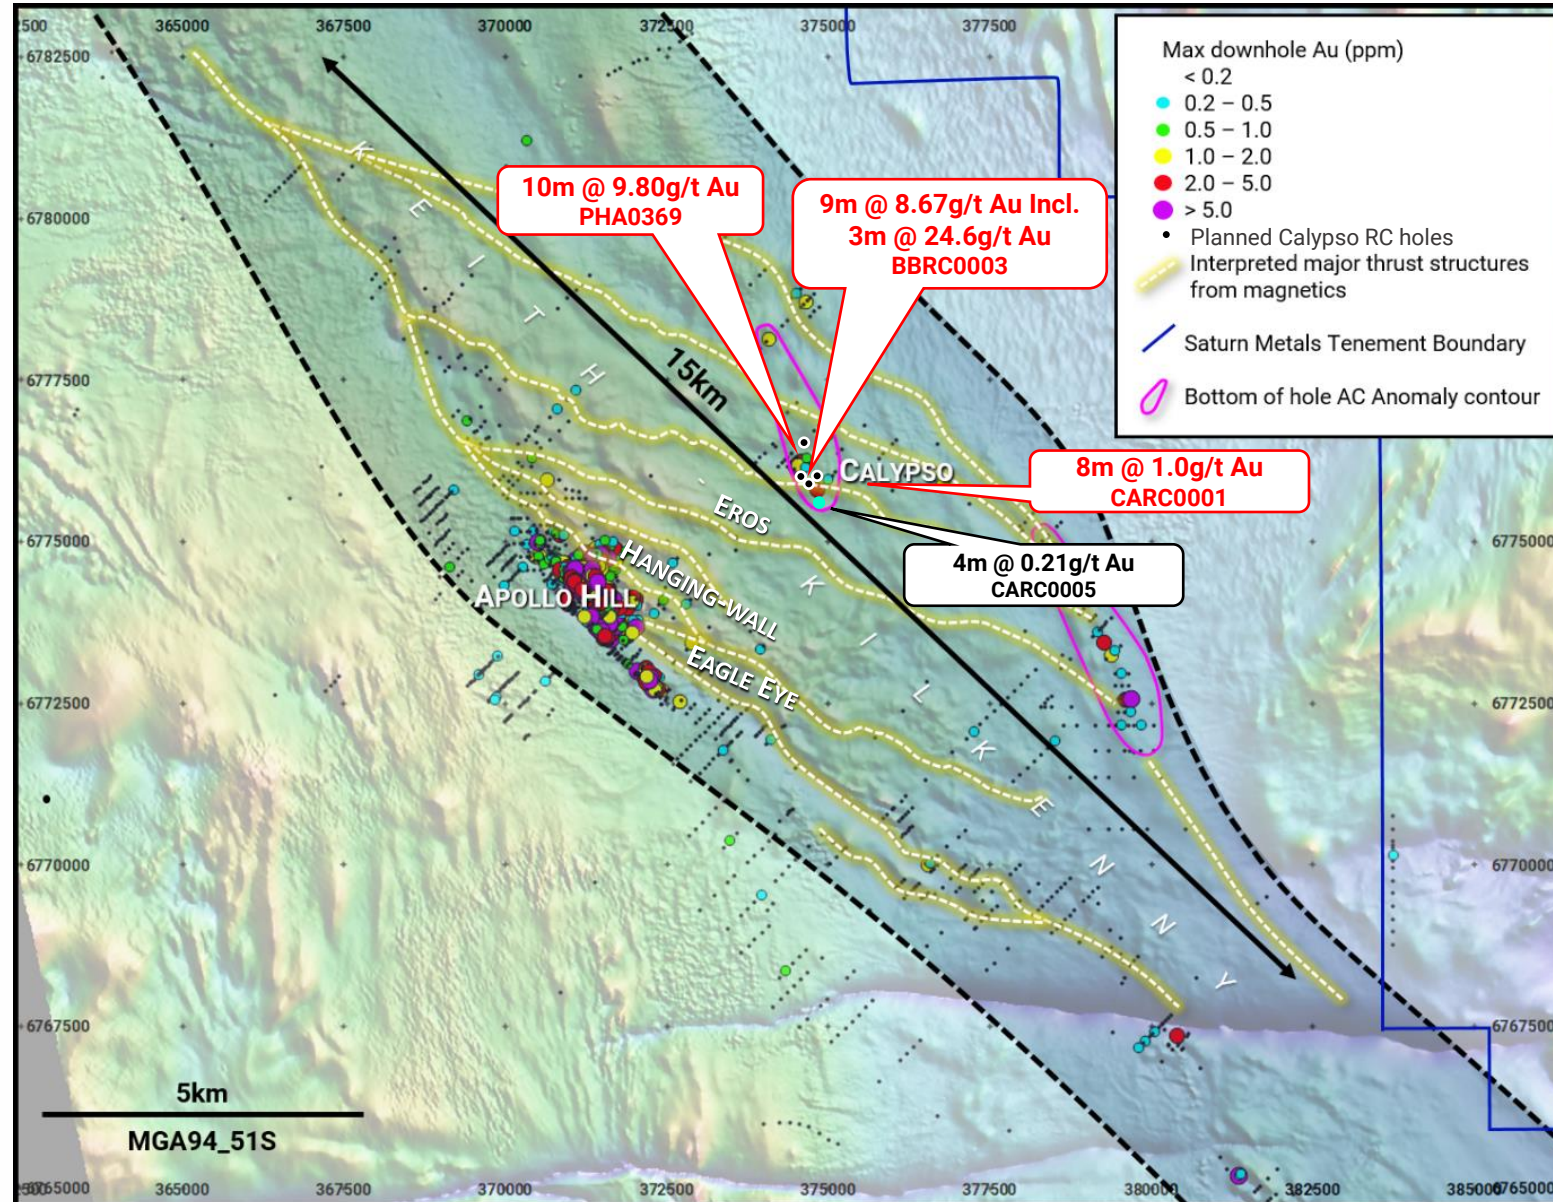 500
365000
367500
370000
372500
375000
377500
6782500
6780000
6777500
6775000
6772500
6770000
6767500
6765000
Max downhole Au (ppm)
< 0.2
0.2 – 0.5
0.5 – 1.0
1.0 – 2.0
2.0 – 5.0
> 5.0
Planned Calypso RC holes
Interpreted major thrust structures
from magnetics
Saturn Metals Tenement Boundary
Bottom of hole AC Anomaly contour
10m @ 9.80g/t Au
PHA0369
9m @ 8.67g/t Au Incl.
3m @ 24.6g/t Au
BBRC0003
KEITH KILKENNY
15km
CALYPSO
8m @ 1.0g/t Au
CARC0001
4m @ 0.21g/t Au
CARC0005
EROS
HANGING-WALL
APOLLO HILL
EAGLE EYE
6775000
6772500
6770000
6767500
6765000
5km
MGA94_51S
365000
367500
370000
372500
375000
377500
380000
382500
385000